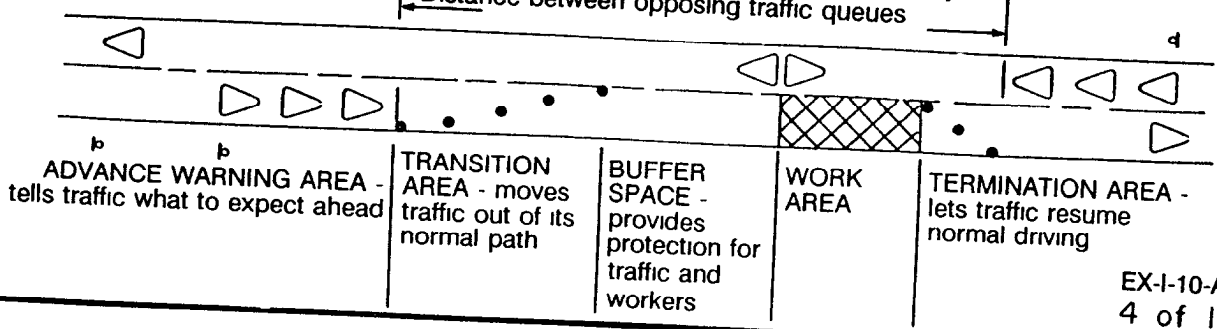 Distance between opposing traffic queues
ADVANCE WARNING AREA -
tells traffic what to expect ahead
TRANSITION
AREA - moves
traffic out of its
normal path
BUFFER
SPACE -
provides
protection for
traffic and
workers
WORK
AREA
TERMINATION AREA -
lets traffic resume
normal driving
EX-I-10-A
4 of 1